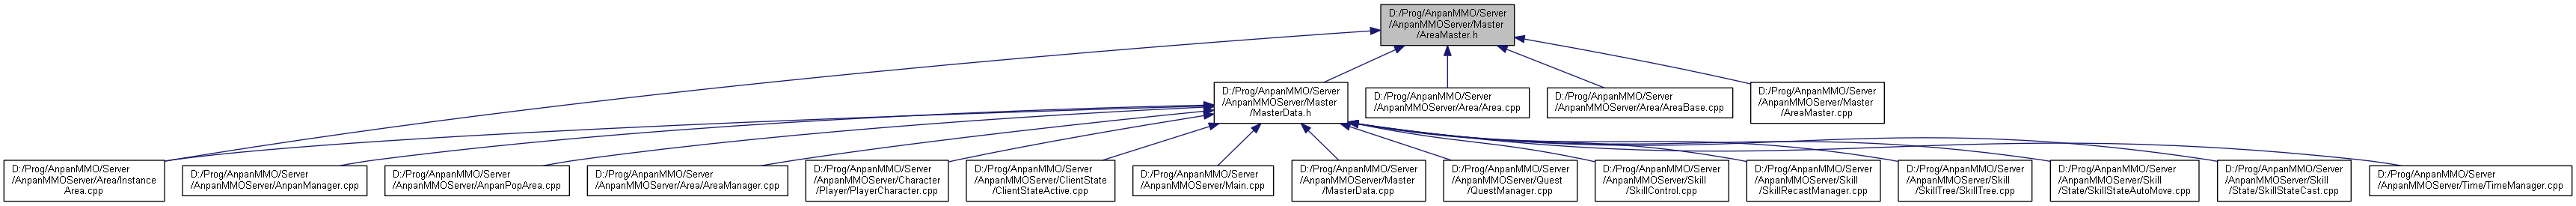 D:/Prog/AnpanMMO/Server
/AnpanMMOServer/Master
/AreaMaster.h
D:/Prog/AnpanMMO/Server
/AnpanMMOServer/Master
/MasterData.h
D:/Prog/AnpanMMO/Server
/AnpanMMOServer/Area/Area.cpp
D:/Prog/AnpanMMO/Server
/AnpanMMOServer/Area/AreaBase.cpp
D:/Prog/AnpanMMO/Server
/AnpanMMOServer/Master
/AreaMaster.cpp
D:/Prog/AnpanMMO/Server
/AnpanMMOServer/Area/Instance
Area.cpp
D:/Prog/AnpanMMO/Server
/AnpanMMOServer/AnpanManager.cpp
D:/Prog/AnpanMMO/Server
/AnpanMMOServer/AnpanPopArea.cpp
D:/Prog/AnpanMMO/Server
/AnpanMMOServer/Area/AreaManager.cpp
D:/Prog/AnpanMMO/Server
/AnpanMMOServer/Character
/Player/PlayerCharacter.cpp
D:/Prog/AnpanMMO/Server
/AnpanMMOServer/ClientState
/ClientStateActive.cpp
D:/Prog/AnpanMMO/Server
/AnpanMMOServer/Main.cpp
D:/Prog/AnpanMMO/Server
/AnpanMMOServer/Master
/MasterData.cpp
D:/Prog/AnpanMMO/Server
/AnpanMMOServer/Quest
/QuestManager.cpp
D:/Prog/AnpanMMO/Server
/AnpanMMOServer/Skill
/SkillControl.cpp
D:/Prog/AnpanMMO/Server
/AnpanMMOServer/Skill
/SkillRecastManager.cpp
D:/Prog/AnpanMMO/Server
/AnpanMMOServer/Skill
/SkillTree/SkillTree.cpp
D:/Prog/AnpanMMO/Server
/AnpanMMOServer/Skill
/State/SkillStateAutoMove.cpp
D:/Prog/AnpanMMO/Server
/AnpanMMOServer/Skill
/State/SkillStateCast.cpp
D:/Prog/AnpanMMO/Server
/AnpanMMOServer/Time/TimeManager.cpp